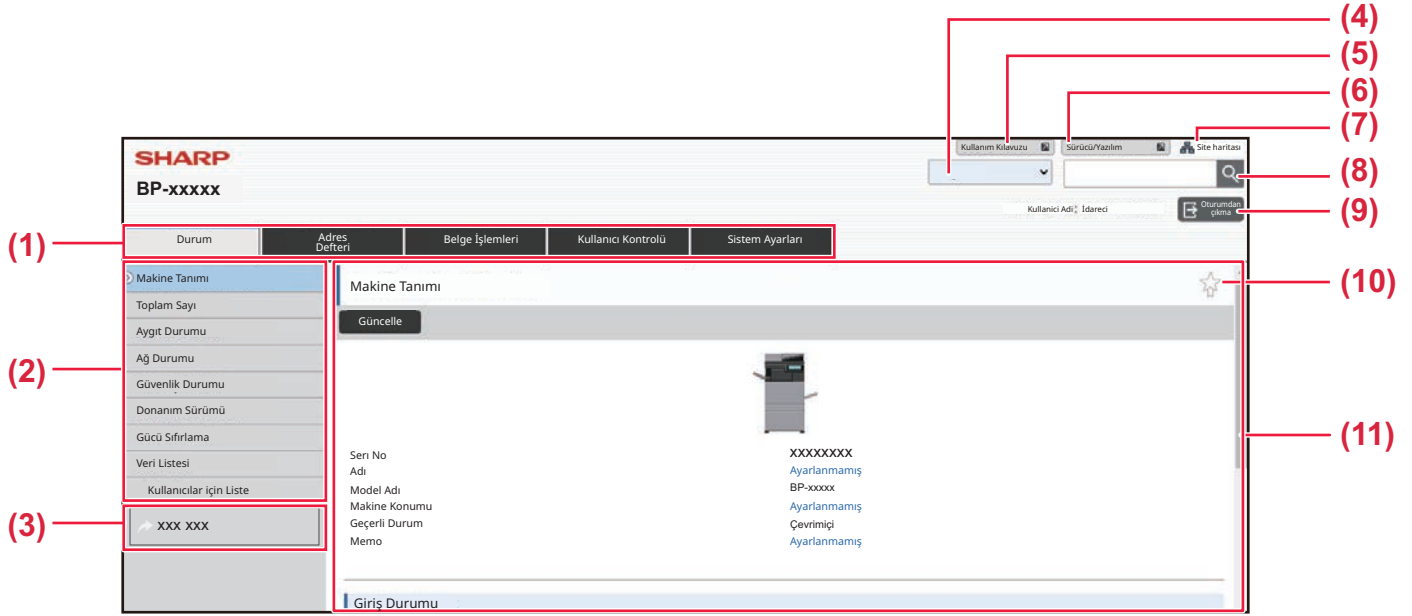 (4)
(5)
(6)
(7)
SHARP
Kullanım Kılavuzu
Sürücü/Yazılım
Site haritası
BP-xxxxx
(8)
Kullanici Adi: İdareci
Oturumdan
çıkma
(9)
(1)
Durum
Adres
Defteri
Belge İşlemleri
Kullanıcı Kontrolü
Sistem Ayarları
(2)
Makine Tanımı
Toplam Sayı
Aygıt Durumu
Ağ Durumu
Güvenlik Durumu
Donanım Sürümü
Gücü Sıfırlama
Veri Listesi
Kullanıcılar için Liste
(3)
XXX XXX
Makine Tanımı
(10)
Güncelle
(11)
Serı No XXXXXXXX
Adı Ayarlanmamış
Model Adı BP-xxxxx
Makine Konumu Ayarlanmamış
Geçerli Durum Çevrimiçi
Memo Ayarlanmamış
Giriş Durumu